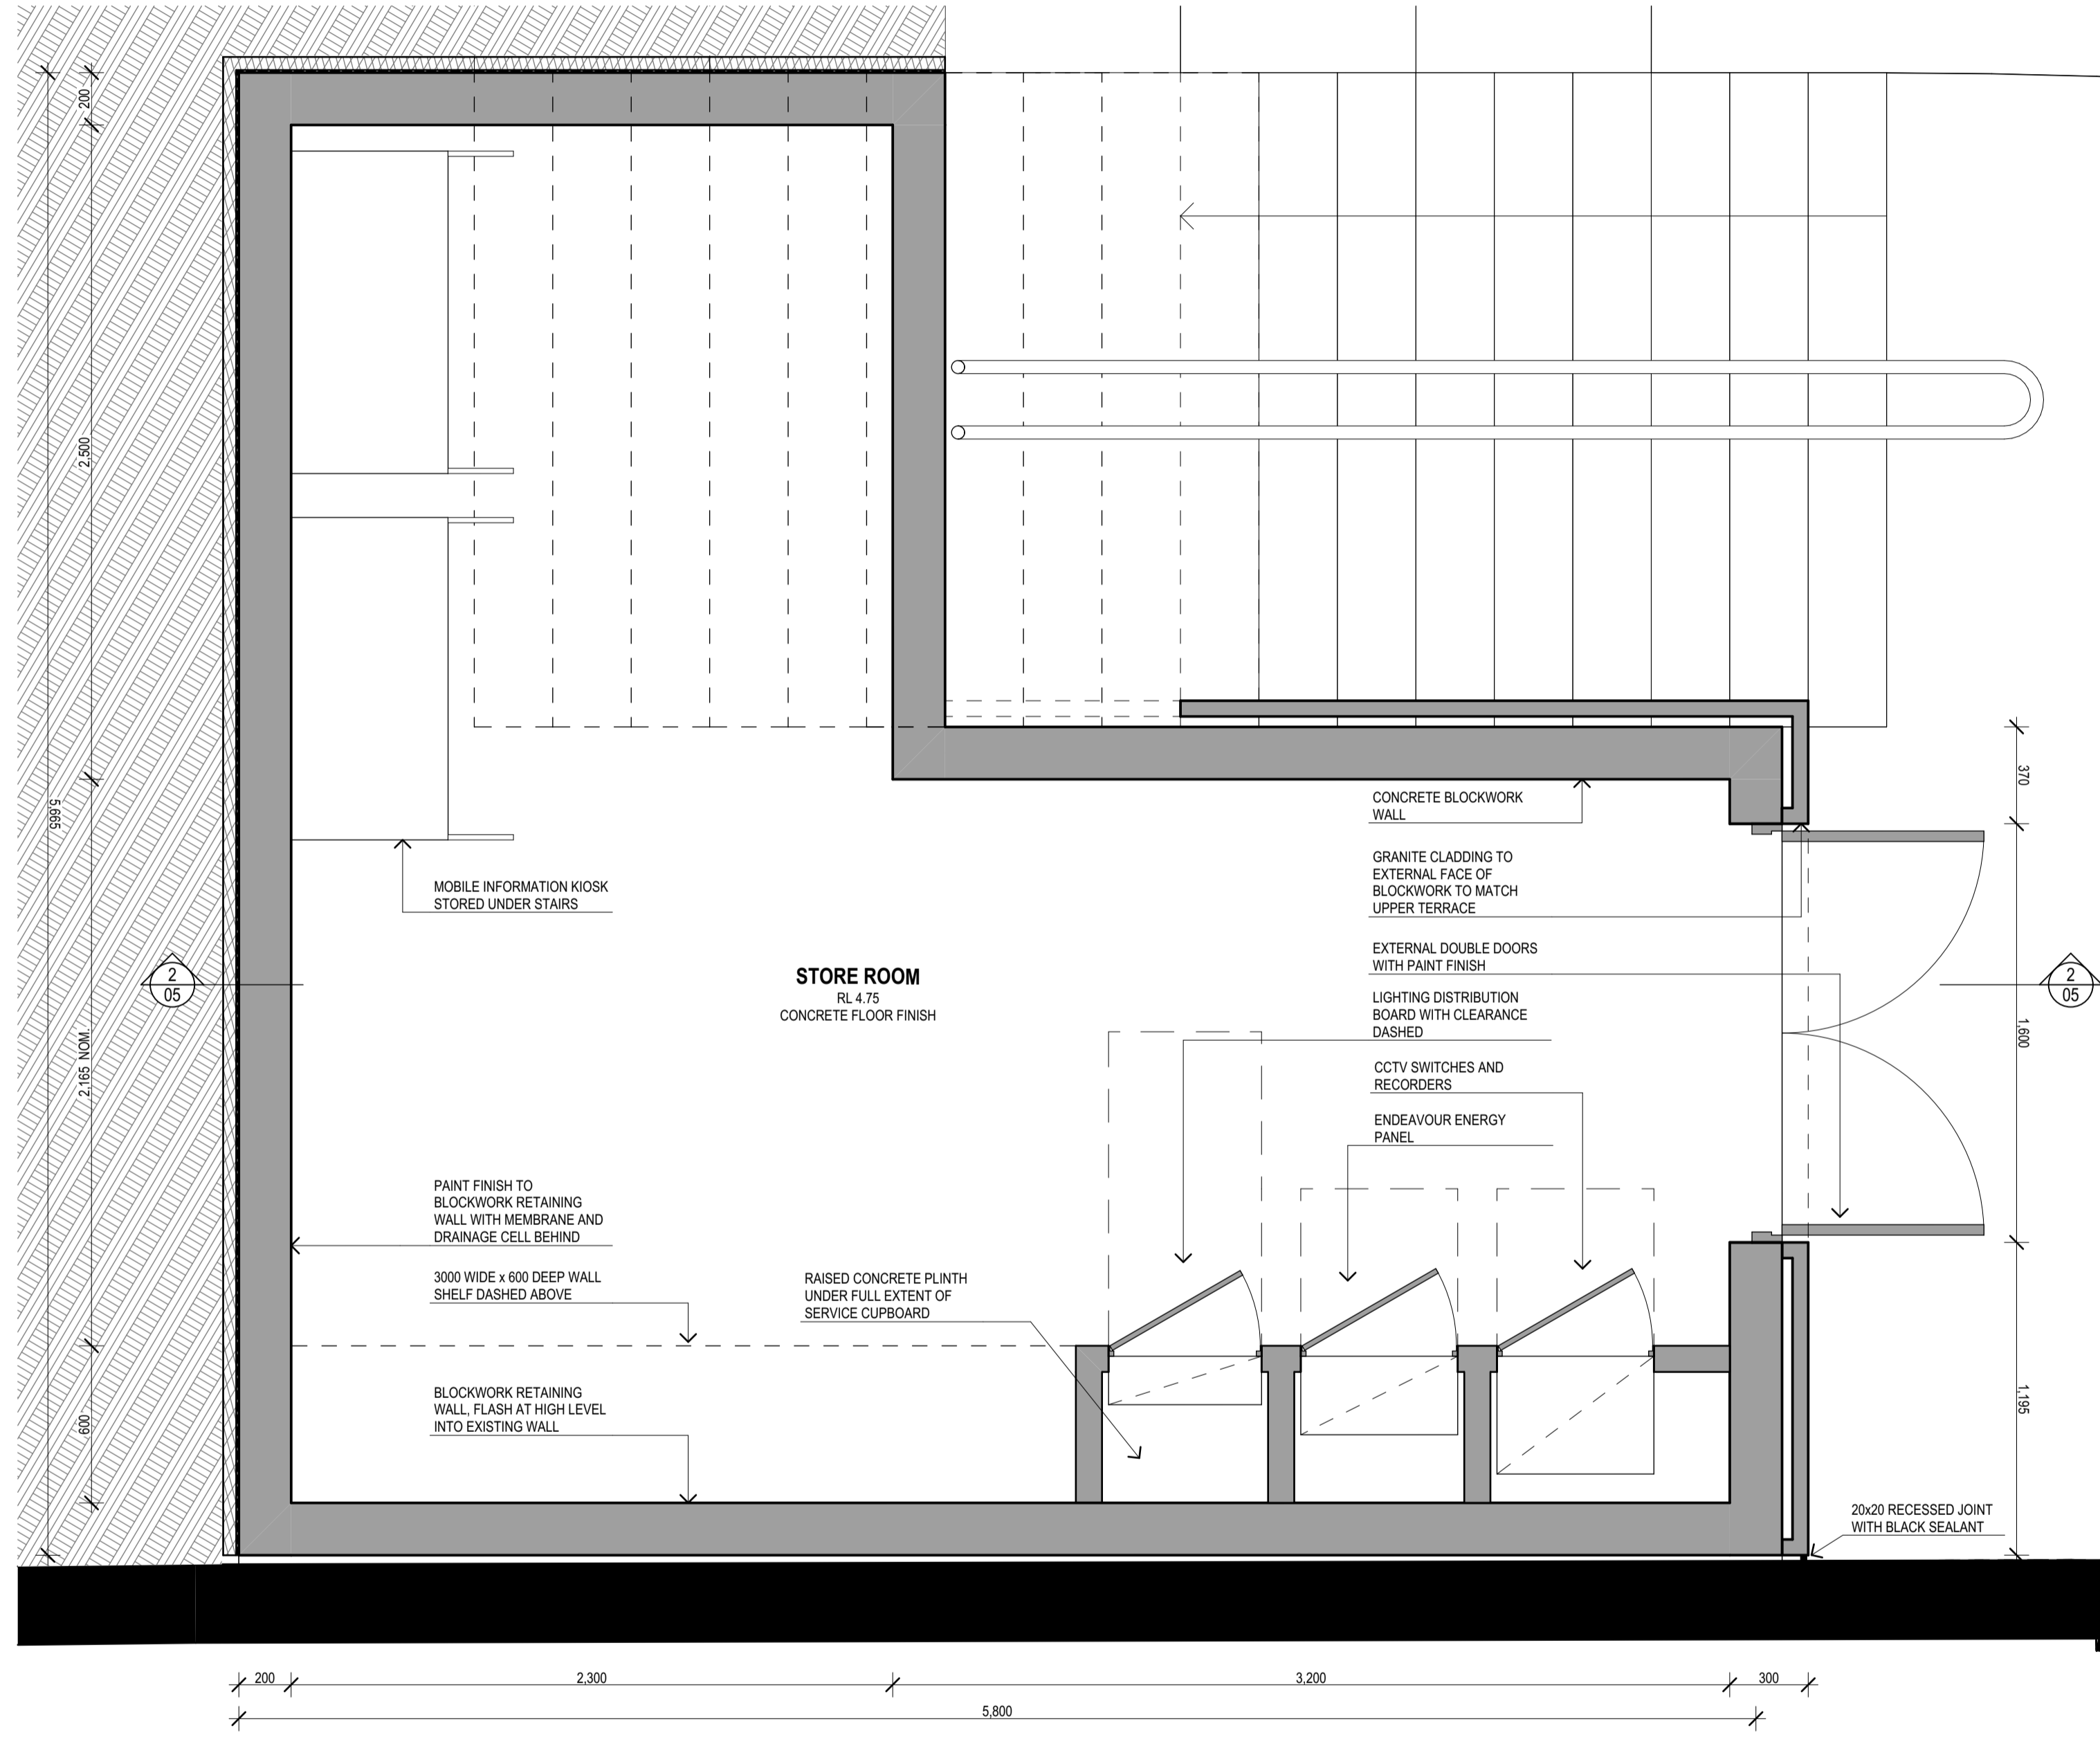 200
2,500
5,665
2,165 NOM.
600
370
1,600
1,195
CONCRETE BLOCKWORK
WALL
GRANITE CLADDING TO
EXTERNAL FACE OF
BLOCKWORK TO MATCH
UPPER TERRACE
MOBILE INFORMATION KIOSK
STORED UNDER STAIRS
EXTERNAL DOUBLE DOORS
WITH PAINT FINISH
2
05
STORE ROOM
RL 4.75
CONCRETE FLOOR FINISH
2
05
LIGHTING DISTRIBUTION
BOARD WITH CLEARANCE
DASHED
CCTV SWITCHES AND
RECORDERS
ENDEAVOUR ENERGY
PANEL
PAINT FINISH TO
BLOCKWORK RETAINING
WALL WITH MEMBRANE AND
DRAINAGE CELL BEHIND
3000 WIDE x 600 DEEP WALL
SHELF DASHED ABOVE
RAISED CONCRETE PLINTH
UNDER FULL EXTENT OF
SERVICE CUPBOARD
BLOCKWORK RETAINING
WALL, FLASH AT HIGH LEVEL
INTO EXISTING WALL
20x20 RECESSED JOINT
WITH BLACK SEALANT
200
2,300
3,200
300
5,800